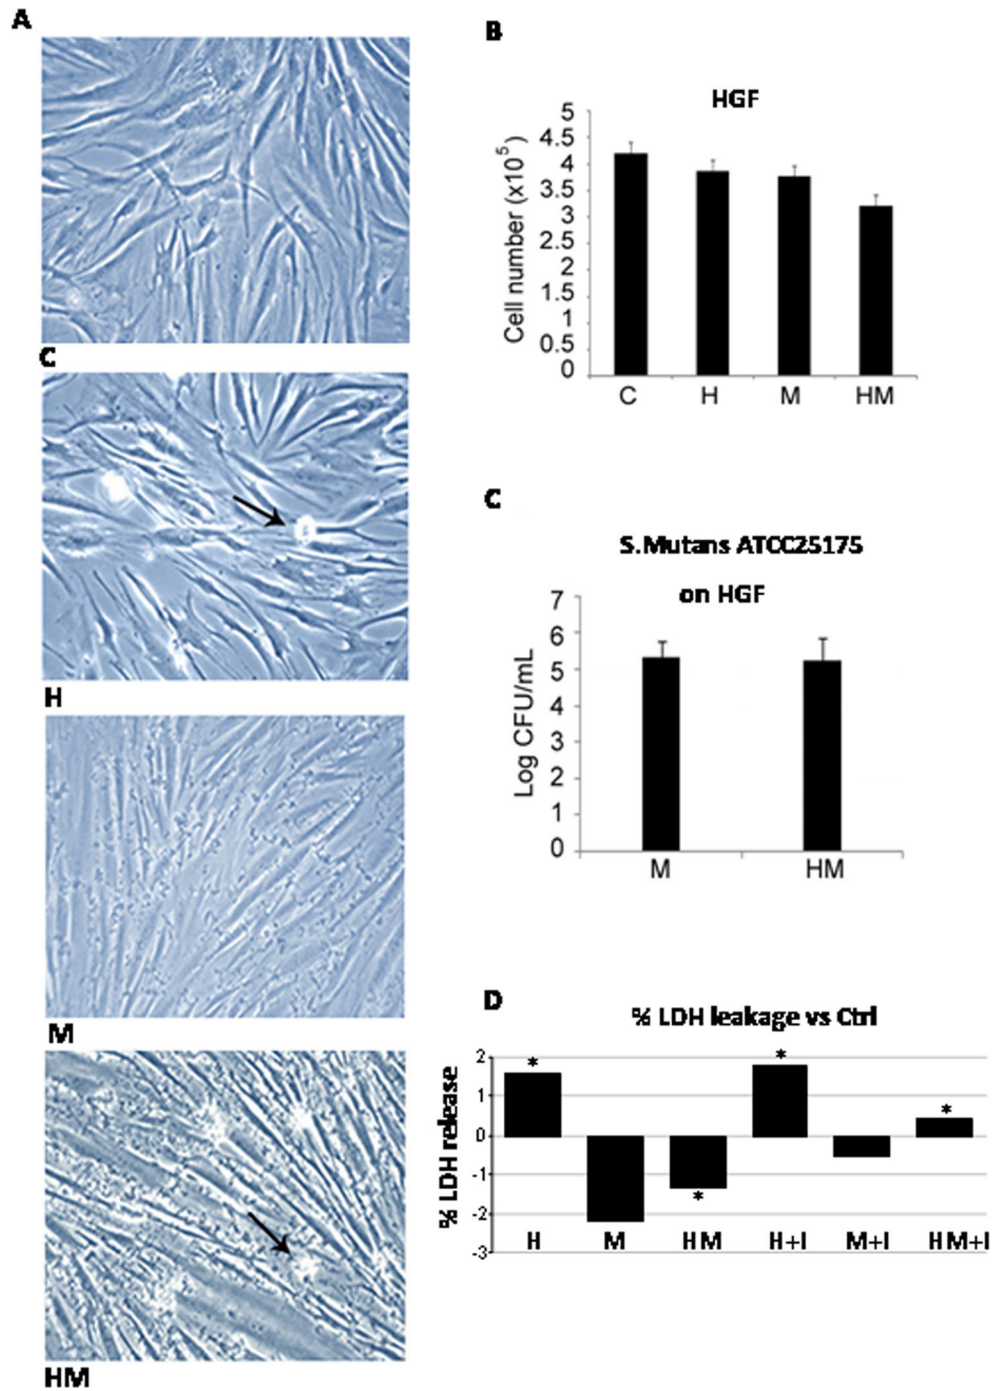 A
C
H
M
HM
B
HGF
Cell number (x10⁵)
5
4.5
4
3.5
3
2.5
2
1.5
1
0.5
0
C H M HM
C
S.Mutans ATCC25175
on HGF
Log CFU/mL
7
6
5
4
3
2
1
0
M HM
D
% LDH leakage vs Ctrl
% LDH release
2
1
0
-1
-2
-3
* * * *
H M HM H+I M+I HM+I